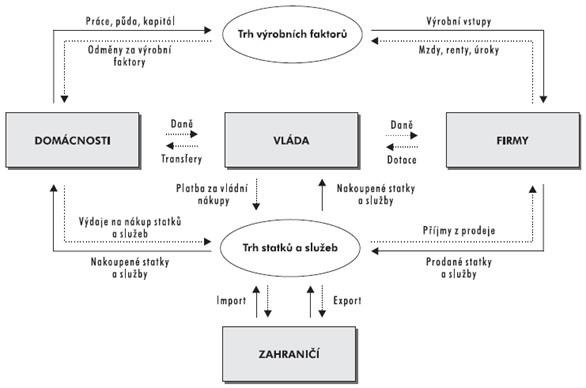 Práce, půda, kapitál
Odměny za výrobní
faktory
Trh výrobních faktorů
Výrobní vstupy
Mzdy, renty, úroky
DOMÁCNOSTI
Daně
Transfery
VLÁDA
Daně
Dotace
FIRMY
Platba za vládní
nákupy
Nakoupené statky
a služby
Výdaje na nákup statků
a služeb
Nakoupené statky
a služby
Trh statků a služeb
Příjmy z prodeje
Prodané statky
a služby
Import
Export
ZAHRANIČÍ